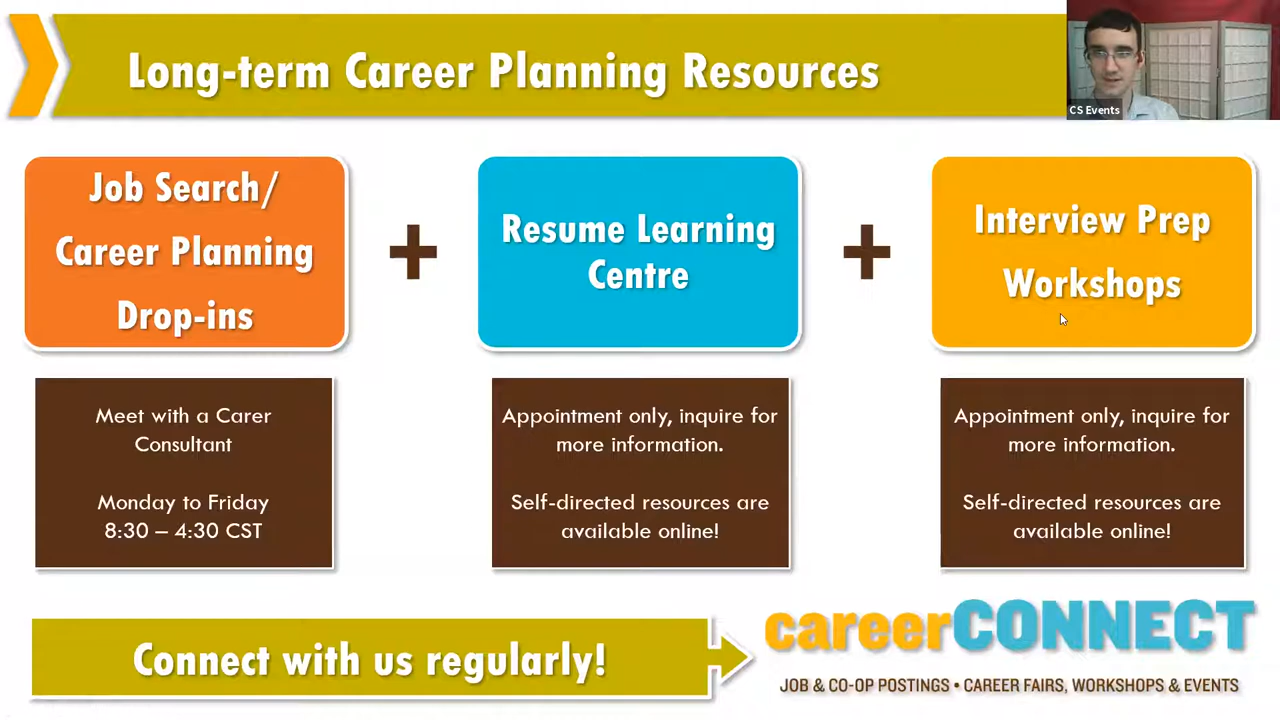 Long-term Career Planning Resources
CS Events
Job Search/
Career Planning
Drop-ins
+
Resume Learning
Centre
+
Interview Prep
Workshops
Meet with a Carer
Consultant
Monday to Friday
8:30 – 4:30 CST
Appointment only, inquire for
more information.
Self-directed resources are
available online!
Appointment only, inquire for
more information.
Self-directed resources are
available online!
Connect with us regularly!
careerCONNECT
JOB & CO-OP POSTINGS • CAREER FAIRS, WORKSHOPS & EVENTS